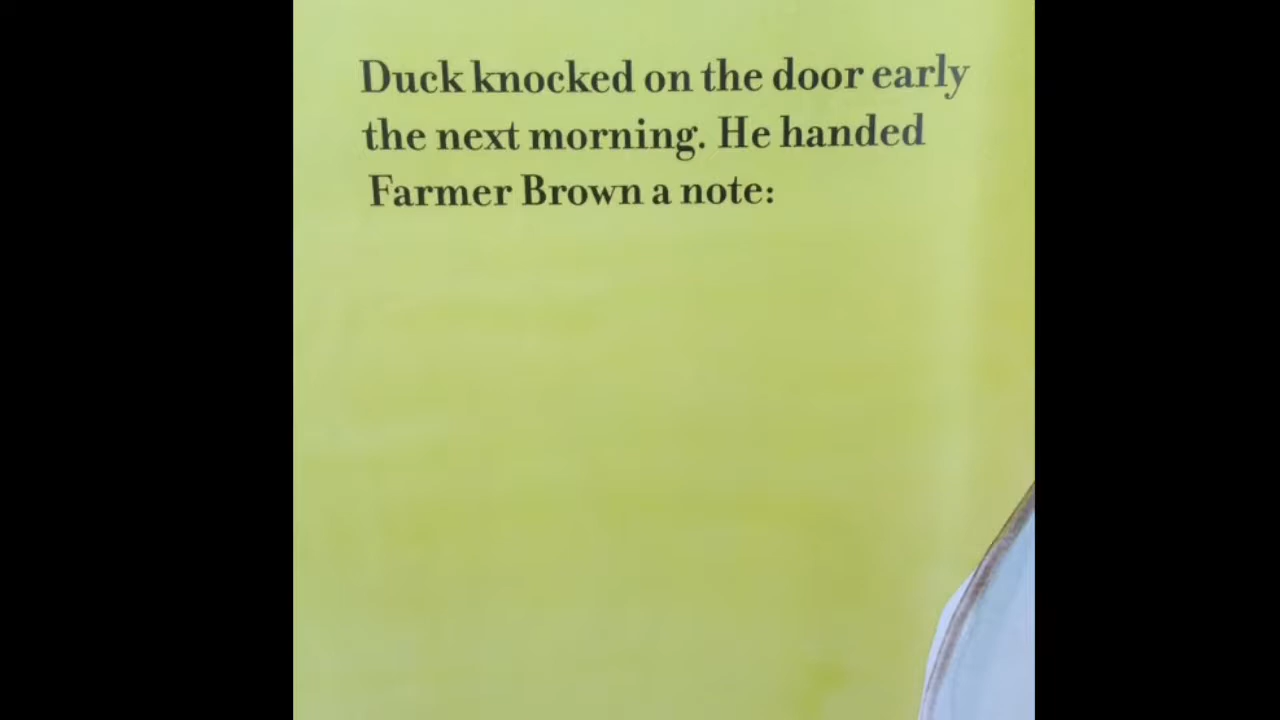 Duck knocked on the door early
the next morning. He handed
Farmer Brown a note: